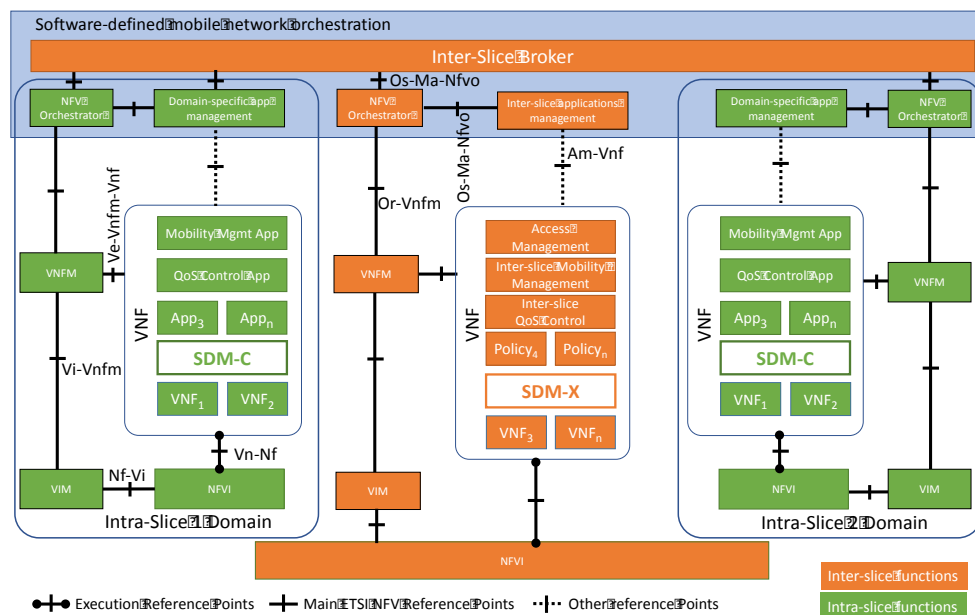 Software-defined mobile network orchestration
Inter-Slice Broker
Os-Ma-Nfvo
NFV
Orchestrator
Domain-specific app
management
NFV
Orchestrator
Inter-slice applications
management
Domain-specific app
management
NFV
Orchestrator
Os-Ma-Nfvo
Am-Vnf
Ve-Vnfm-Vnf
Or-Vnfm
VNF
Mobility Mgmt App
QoS Control App
App3
Appn
SDM-C
VNF1
VNF2
VNFM
Vi-Vnfm
VNFM
VNF
Access
Management
Inter-slice Mobility
Management
Inter-slice
QoS Control
Policy4
Policyn
SDM-X
VNF3
VNFn
VNF
Mobility Mgmt App
QoS Control App
App3
Appn
SDM-C
VNF1
VNF2
VNFM
Vn-Nf
Nf-Vi
VIM
NFVI
Intra-Slice 1 Domain
VIM
NFVI
VIM
Intra-Slice 2 Domain
NFVI
Inter-slice functions
Intra-slice functions
Execution Reference Points
Main ETSI NFV Reference Points
Other reference Points